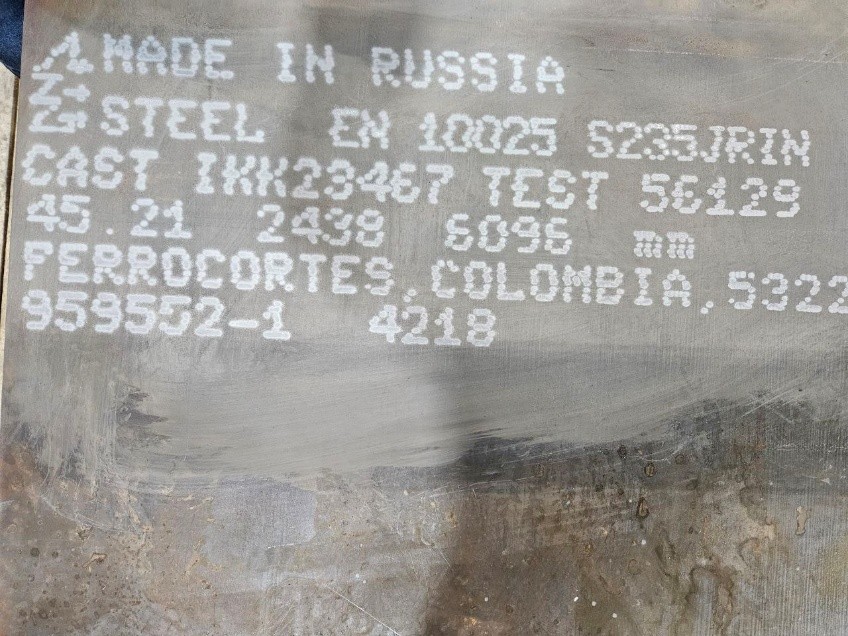 MADE IN RUSSIA
STEEL EN 10025 S235JRIN
CAST IKK23467 TEST 56129
45.21 2438 6096 mm
FERROCORTES,COLOMBIA,5322
959552-1 4218